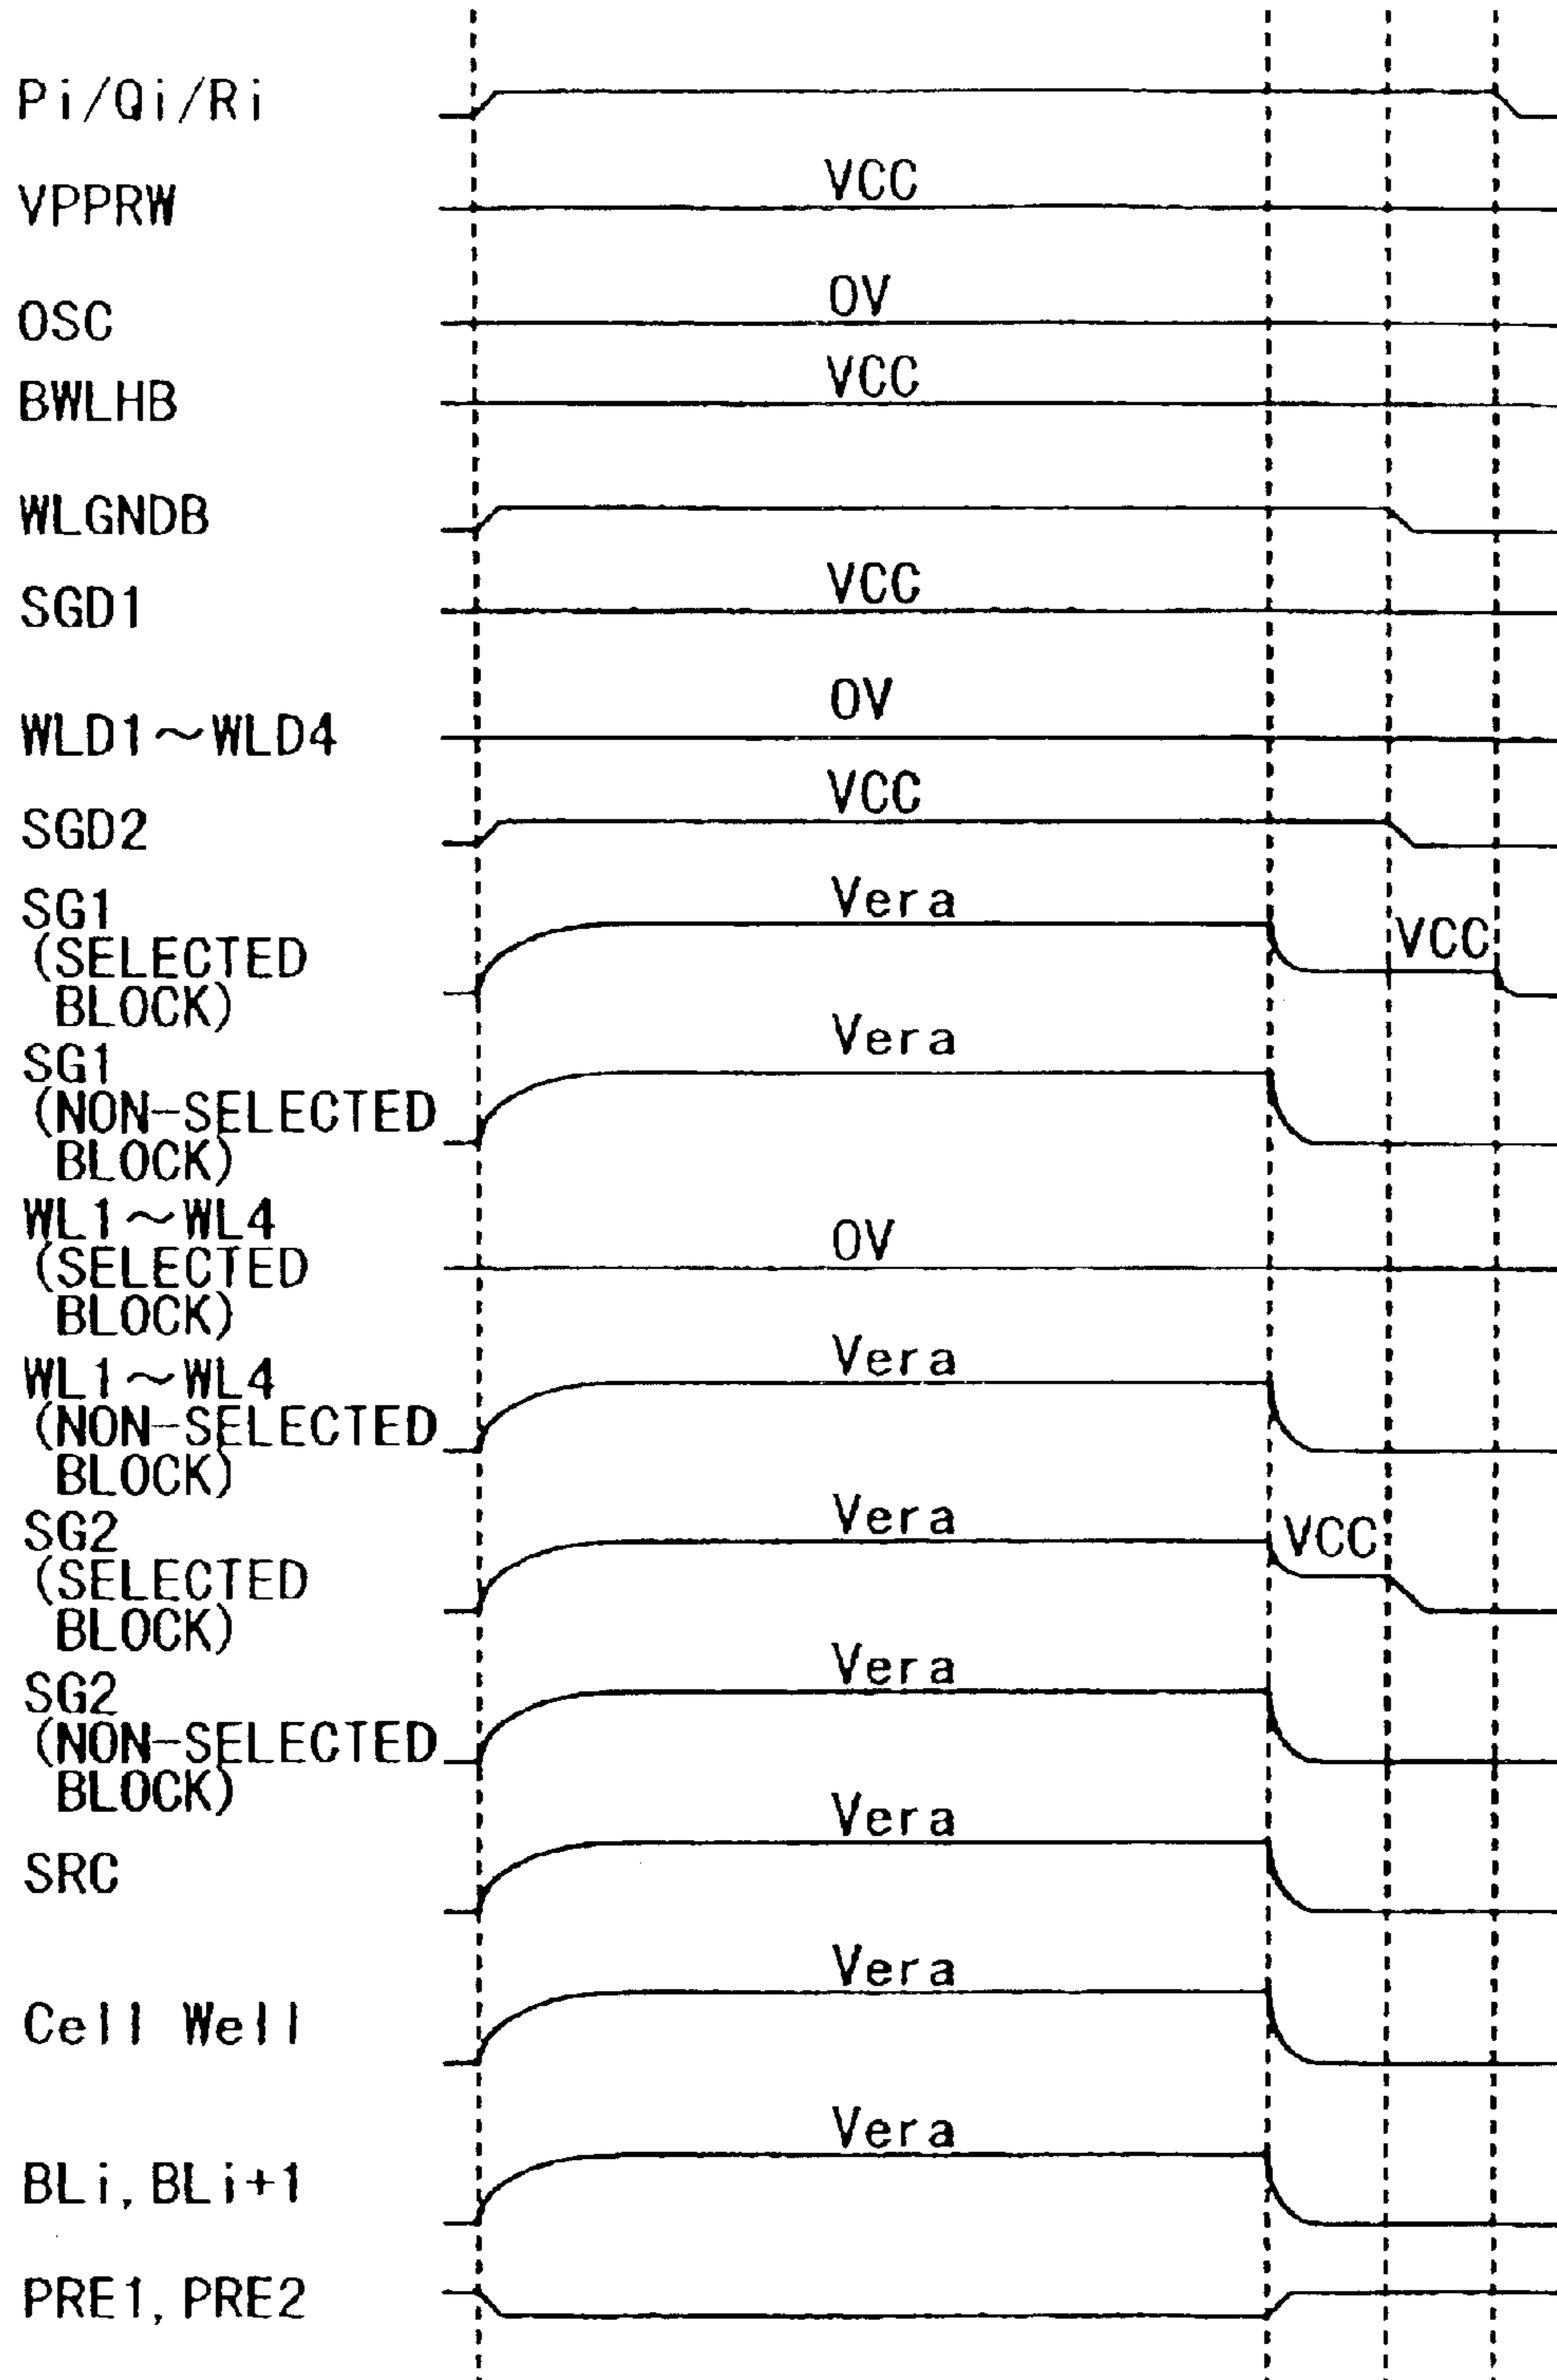 Pi/Qi/Ri
VCC
VPPRW
0V
OSC
VCC
BWLHB
WLGNDB
VCC
SGD1
0V
WLD1~WLD4
VCC
SGD2
Vera
SG1
(SELECTED
BLOCK)
VCC
Vera
SG1
(NON-SELECTED
BLOCK)
WL1~WL4
(SELECTED
BLOCK)
0V
Vera
WL1~WL4
(NON-SELECTED
BLOCK)
Vera
SG2
(SELECTED
BLOCK)
VCC
Vera
SG2
(NON-SELECTED
BLOCK)
Vera
SRC
Vera
Cell Well
Vera
BLi, BLi+1
PRE1, PRE2